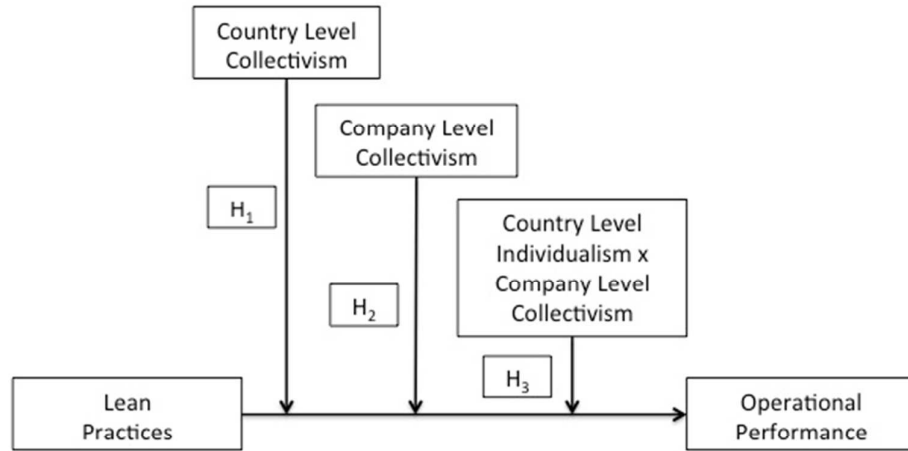 Country Level
Collectivism
Company Level
Collectivism
H1
Country Level
Individualism x
Company Level
Collectivism
H2
H3
Lean
Practices
Operational
Performance